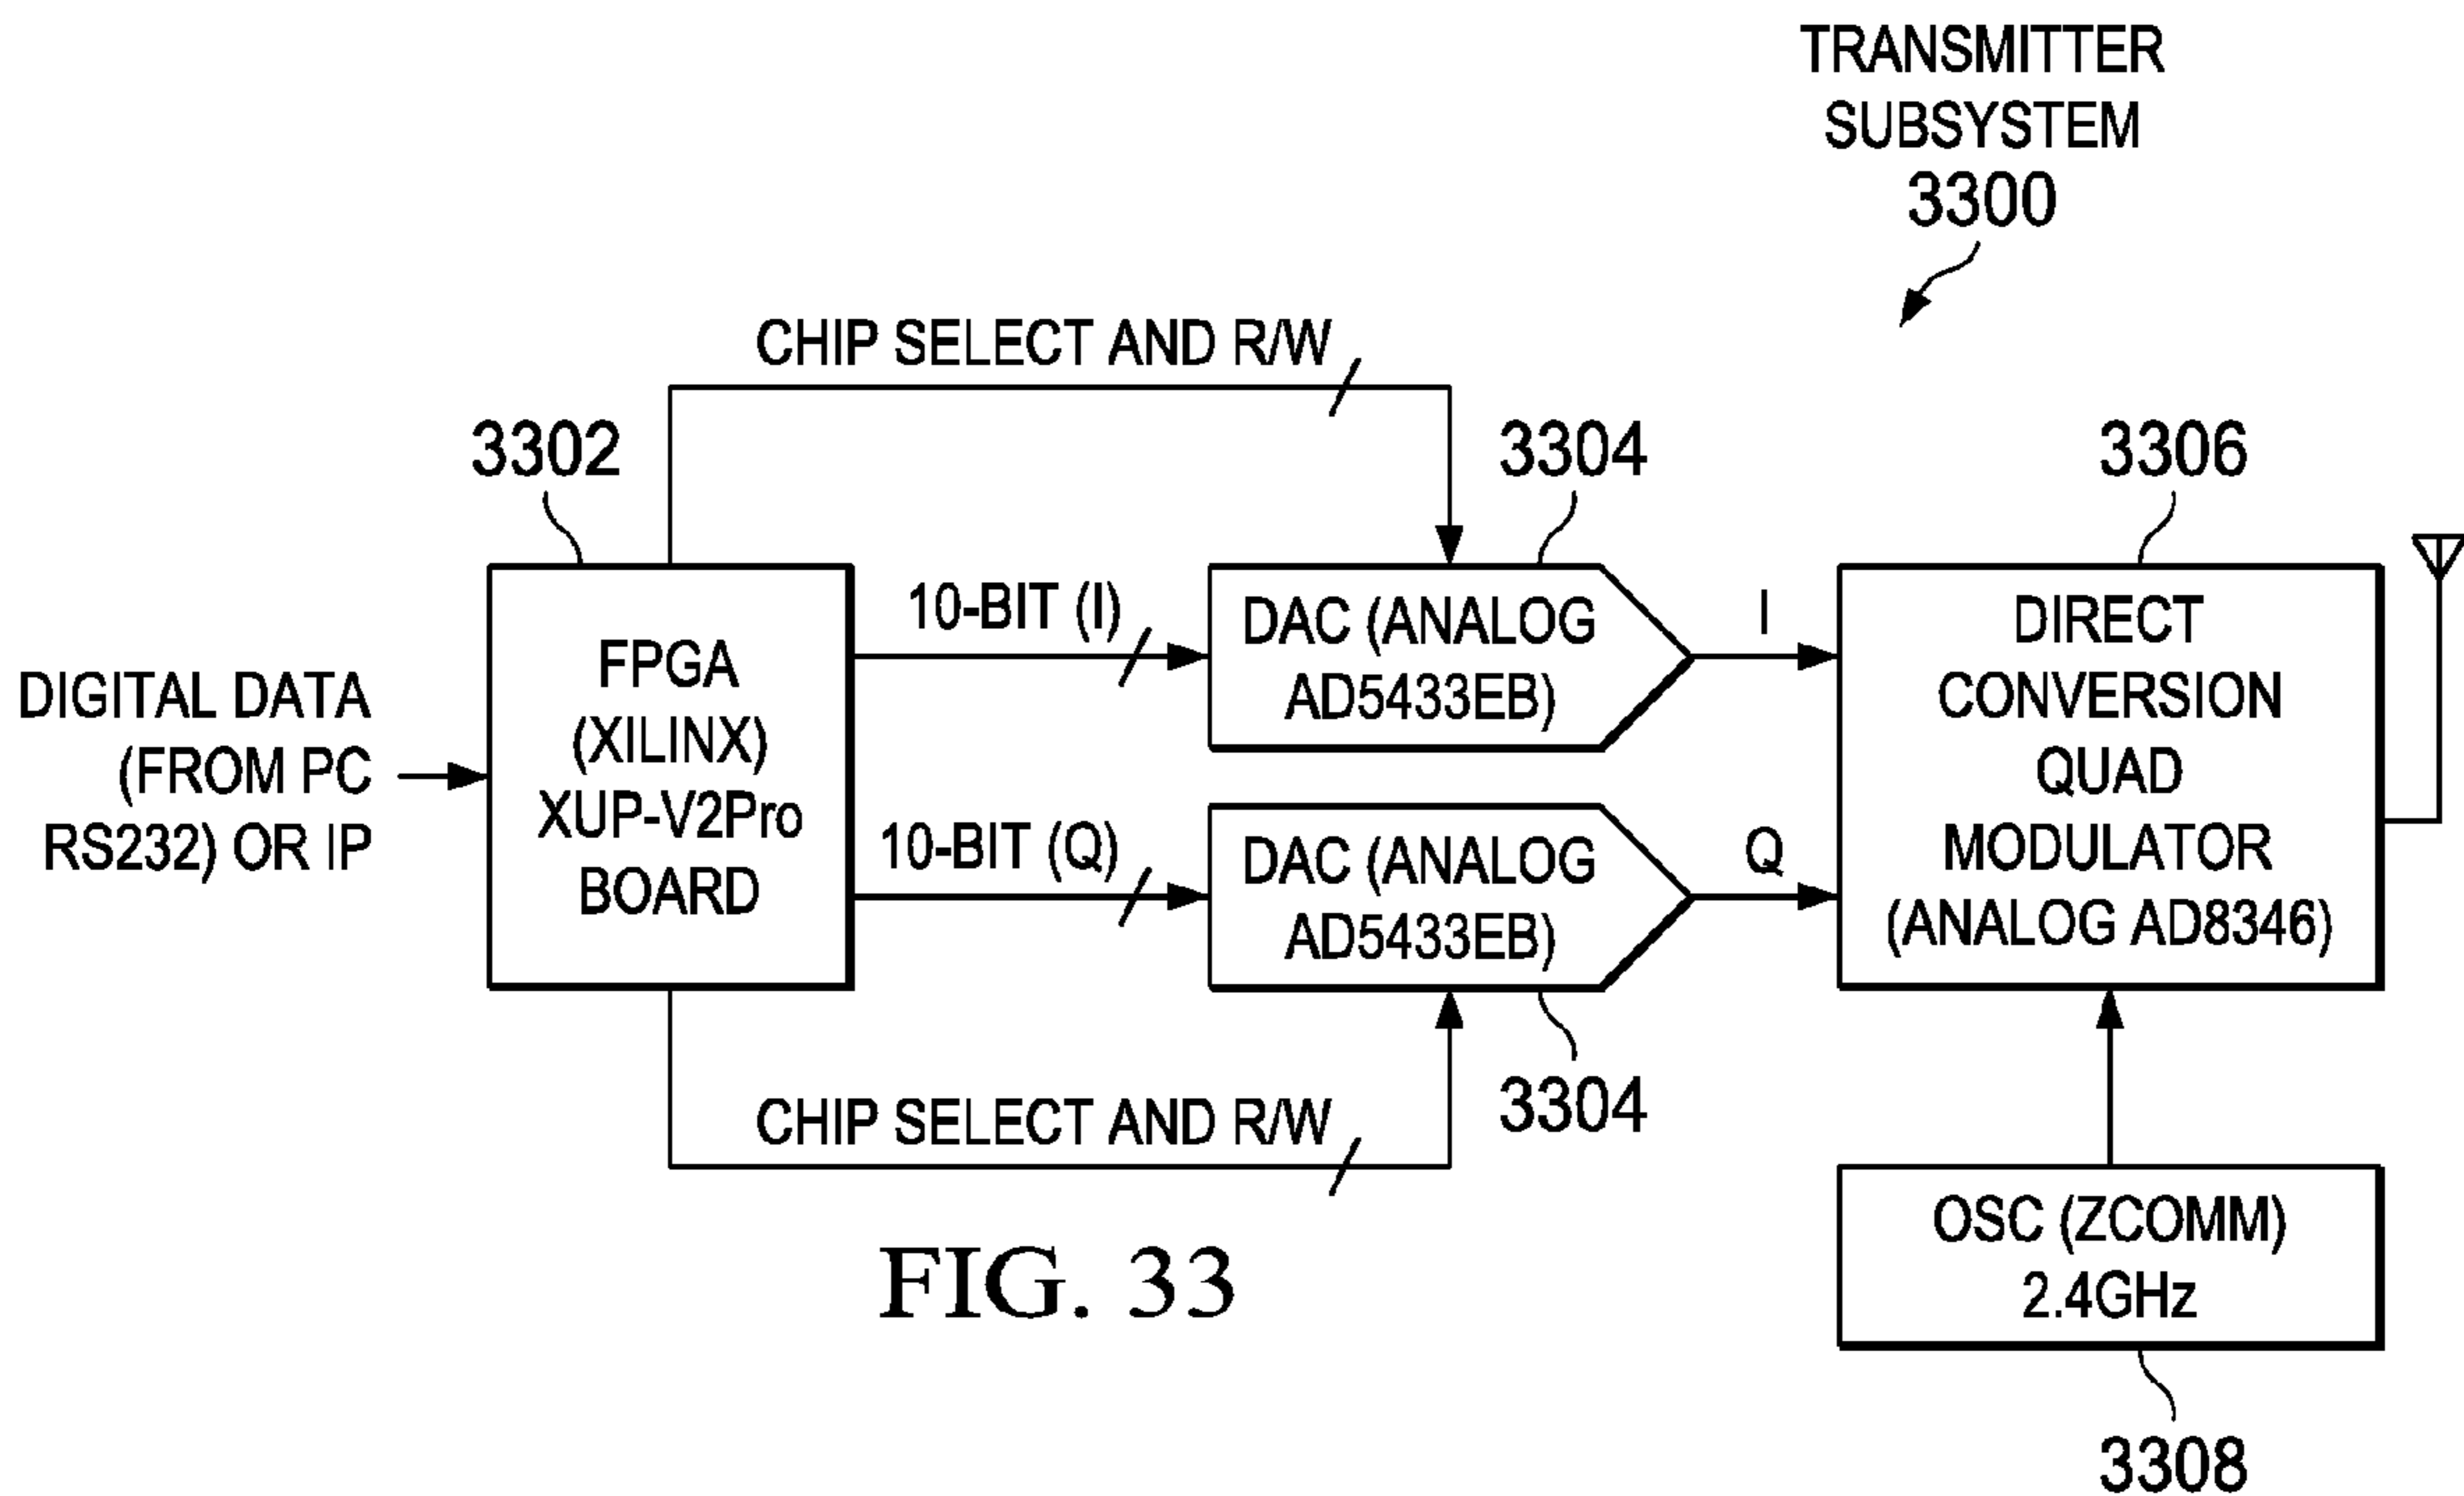 TRANSMITTER
SUBSYSTEM
3300
CHIP SELECT AND R/W
3302
3304
3306
DIGITAL DATA
(FROM PC
RS232) OR IP
FPGA
(XILINX)
XUP-V2Pro
BOARD
10-BIT (I)
10-BIT (Q)
DAC (ANALOG
AD5433EB)
DAC (ANALOG
AD5433EB)
I
Q
DIRECT
CONVERSION
QUAD
MODULATOR
(ANALOG AD8346)
CHIP SELECT AND R/W
3304
OSC (ZCOMM)
2.4GHz
3308
FIG. 33